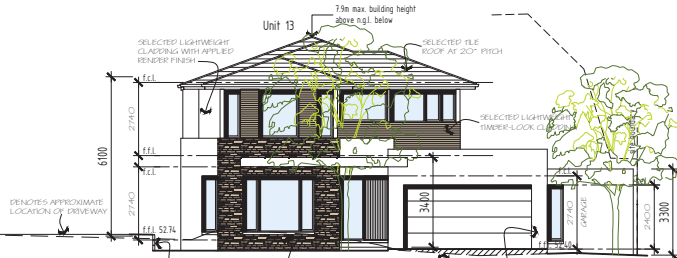 7.9m max. building height
above n.g.l. below
Unit 13
SELECTED LIGHTWEIGHT
CLADDING WITH APPLIED
RENDER FINISH
SELECTED TILE
ROOF AT 20° PITCH
f.c.l.
2740
SELECTED LIGHTWEIGHT
TIMBER-LOOK CLADDING
6100
f.f.l.
f.c.l.
2740
3400
2740
GARAGE
2400
3300
DENOTES APPROXIMATE
LOCATION OF DRIVEWAY
f.f.l. 52.74
f.f.l. 52.40